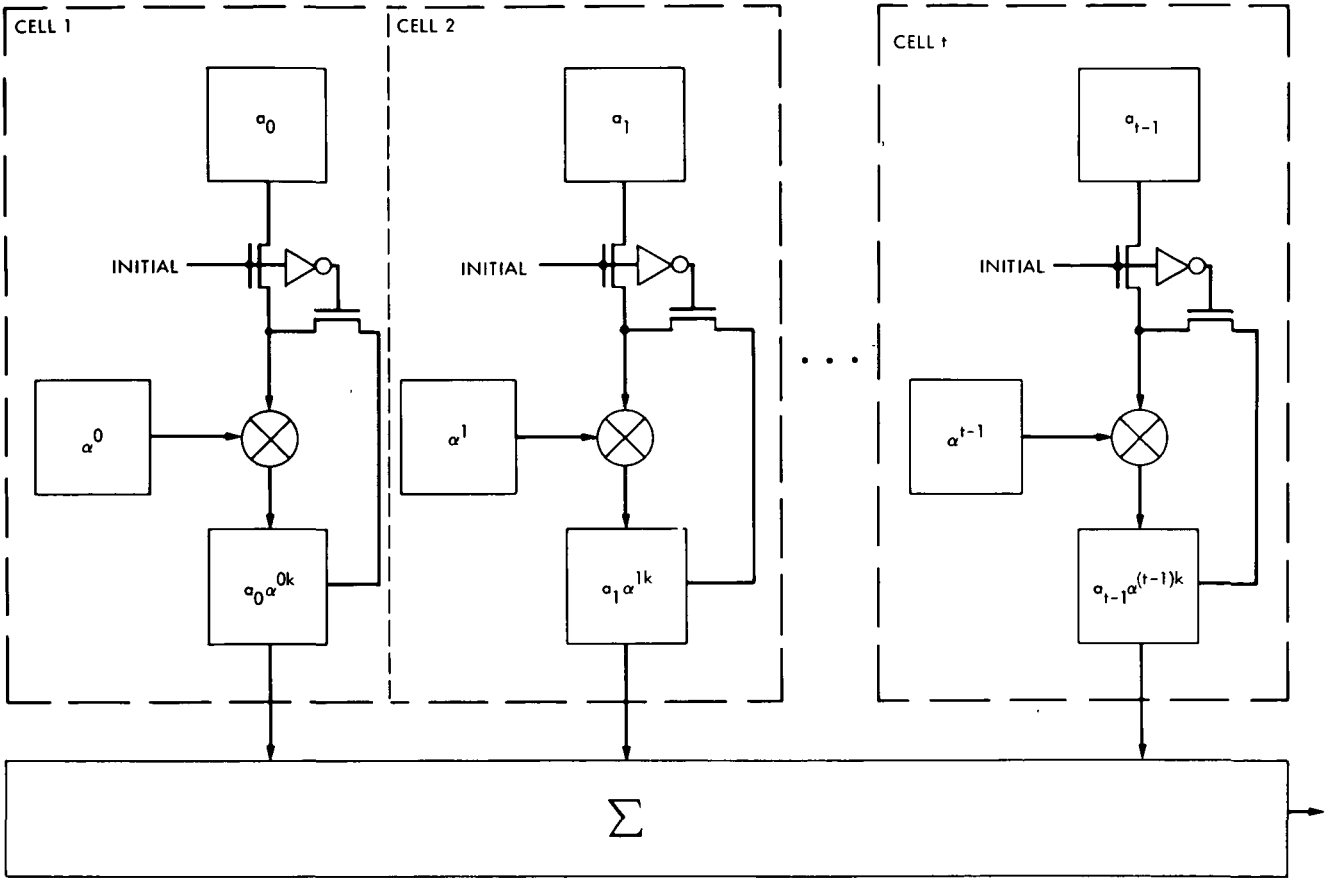 CELL 1
CELL 2
CELL t
a₀
a₁
aₜ₋₁
INITIAL
INITIAL
INITIAL
. . .
α⁰
α¹
αᵗ⁻¹
a₀α⁰ᵏ
a₁α¹ᵏ
aₜ₋₁α⁽ᵗ⁻¹⁾ᵏ
Σ